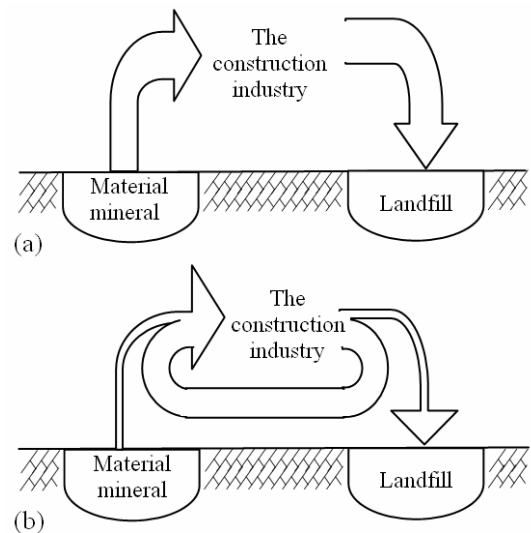 The
construction
industry
Material
mineral
Landfill
(a)
The
construction
industry
Material
mineral
Landfill
(b)